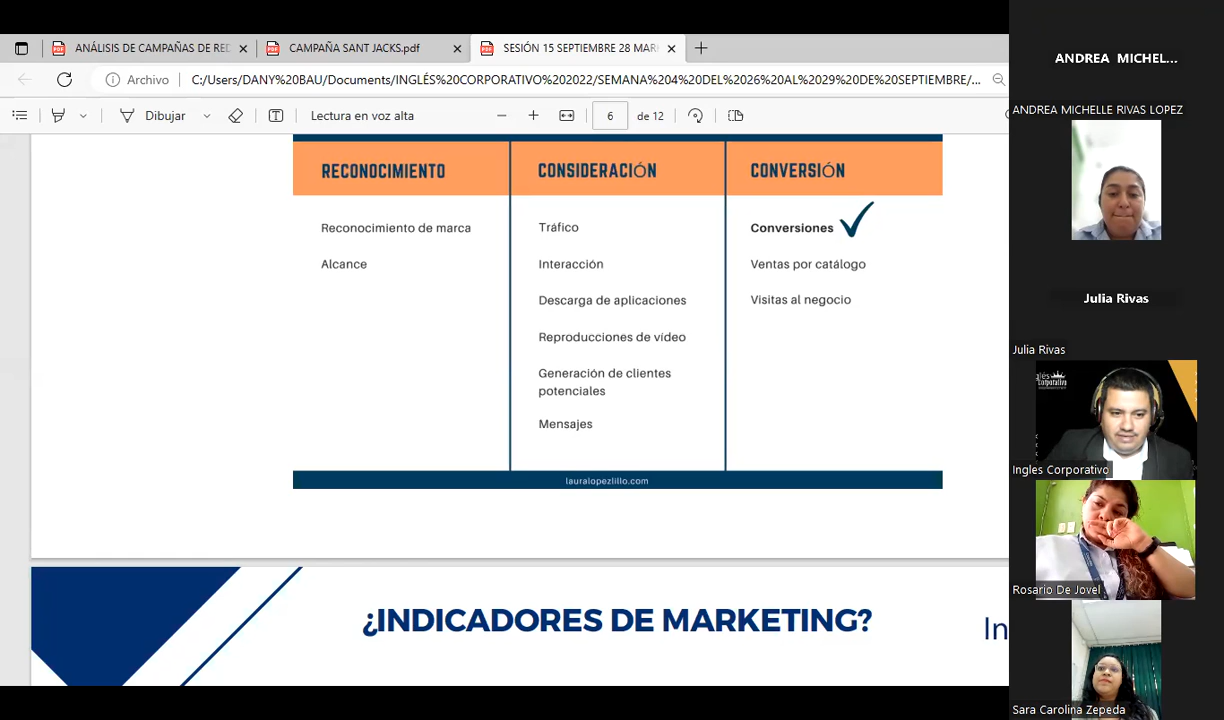 ANÁLISIS DE CAMPAÑAS DE RED
CAMPAÑA SANT JACKS.pdf
SESIÓN 15 SEPTIEMBRE 28 MAR
Archivo
C:/Users/DANY%20BAU/Documents/INGLÉS%20CORPORATIVO%202022/SEMANA%204%20DEL%2026%20AL%2029%20DE%20SEPTIEMBRE/...
Dibujar
Lectura en voz alta
6
de 12
RECONOCIMIENTO
CONSIDERACIÓN
CONVERSIÓN
Reconocimiento de marca
Alcance
Tráfico
Interacción
Descarga de aplicaciones
Reproducciones de vídeo
Generación de clientes
potenciales
Mensajes
Conversiones
Ventas por catálogo
Visitas al negocio
lauralopezlillo.com
¿INDICADORES DE MARKETING?
In
ANDREA MICHEL...
ANDREA MICHELLE RIVAS LOPEZ
Julia Rivas
Julia Rivas
Corporativo
Ingles Corporativo
Rosario De Jovel
Sara Carolina Zepeda